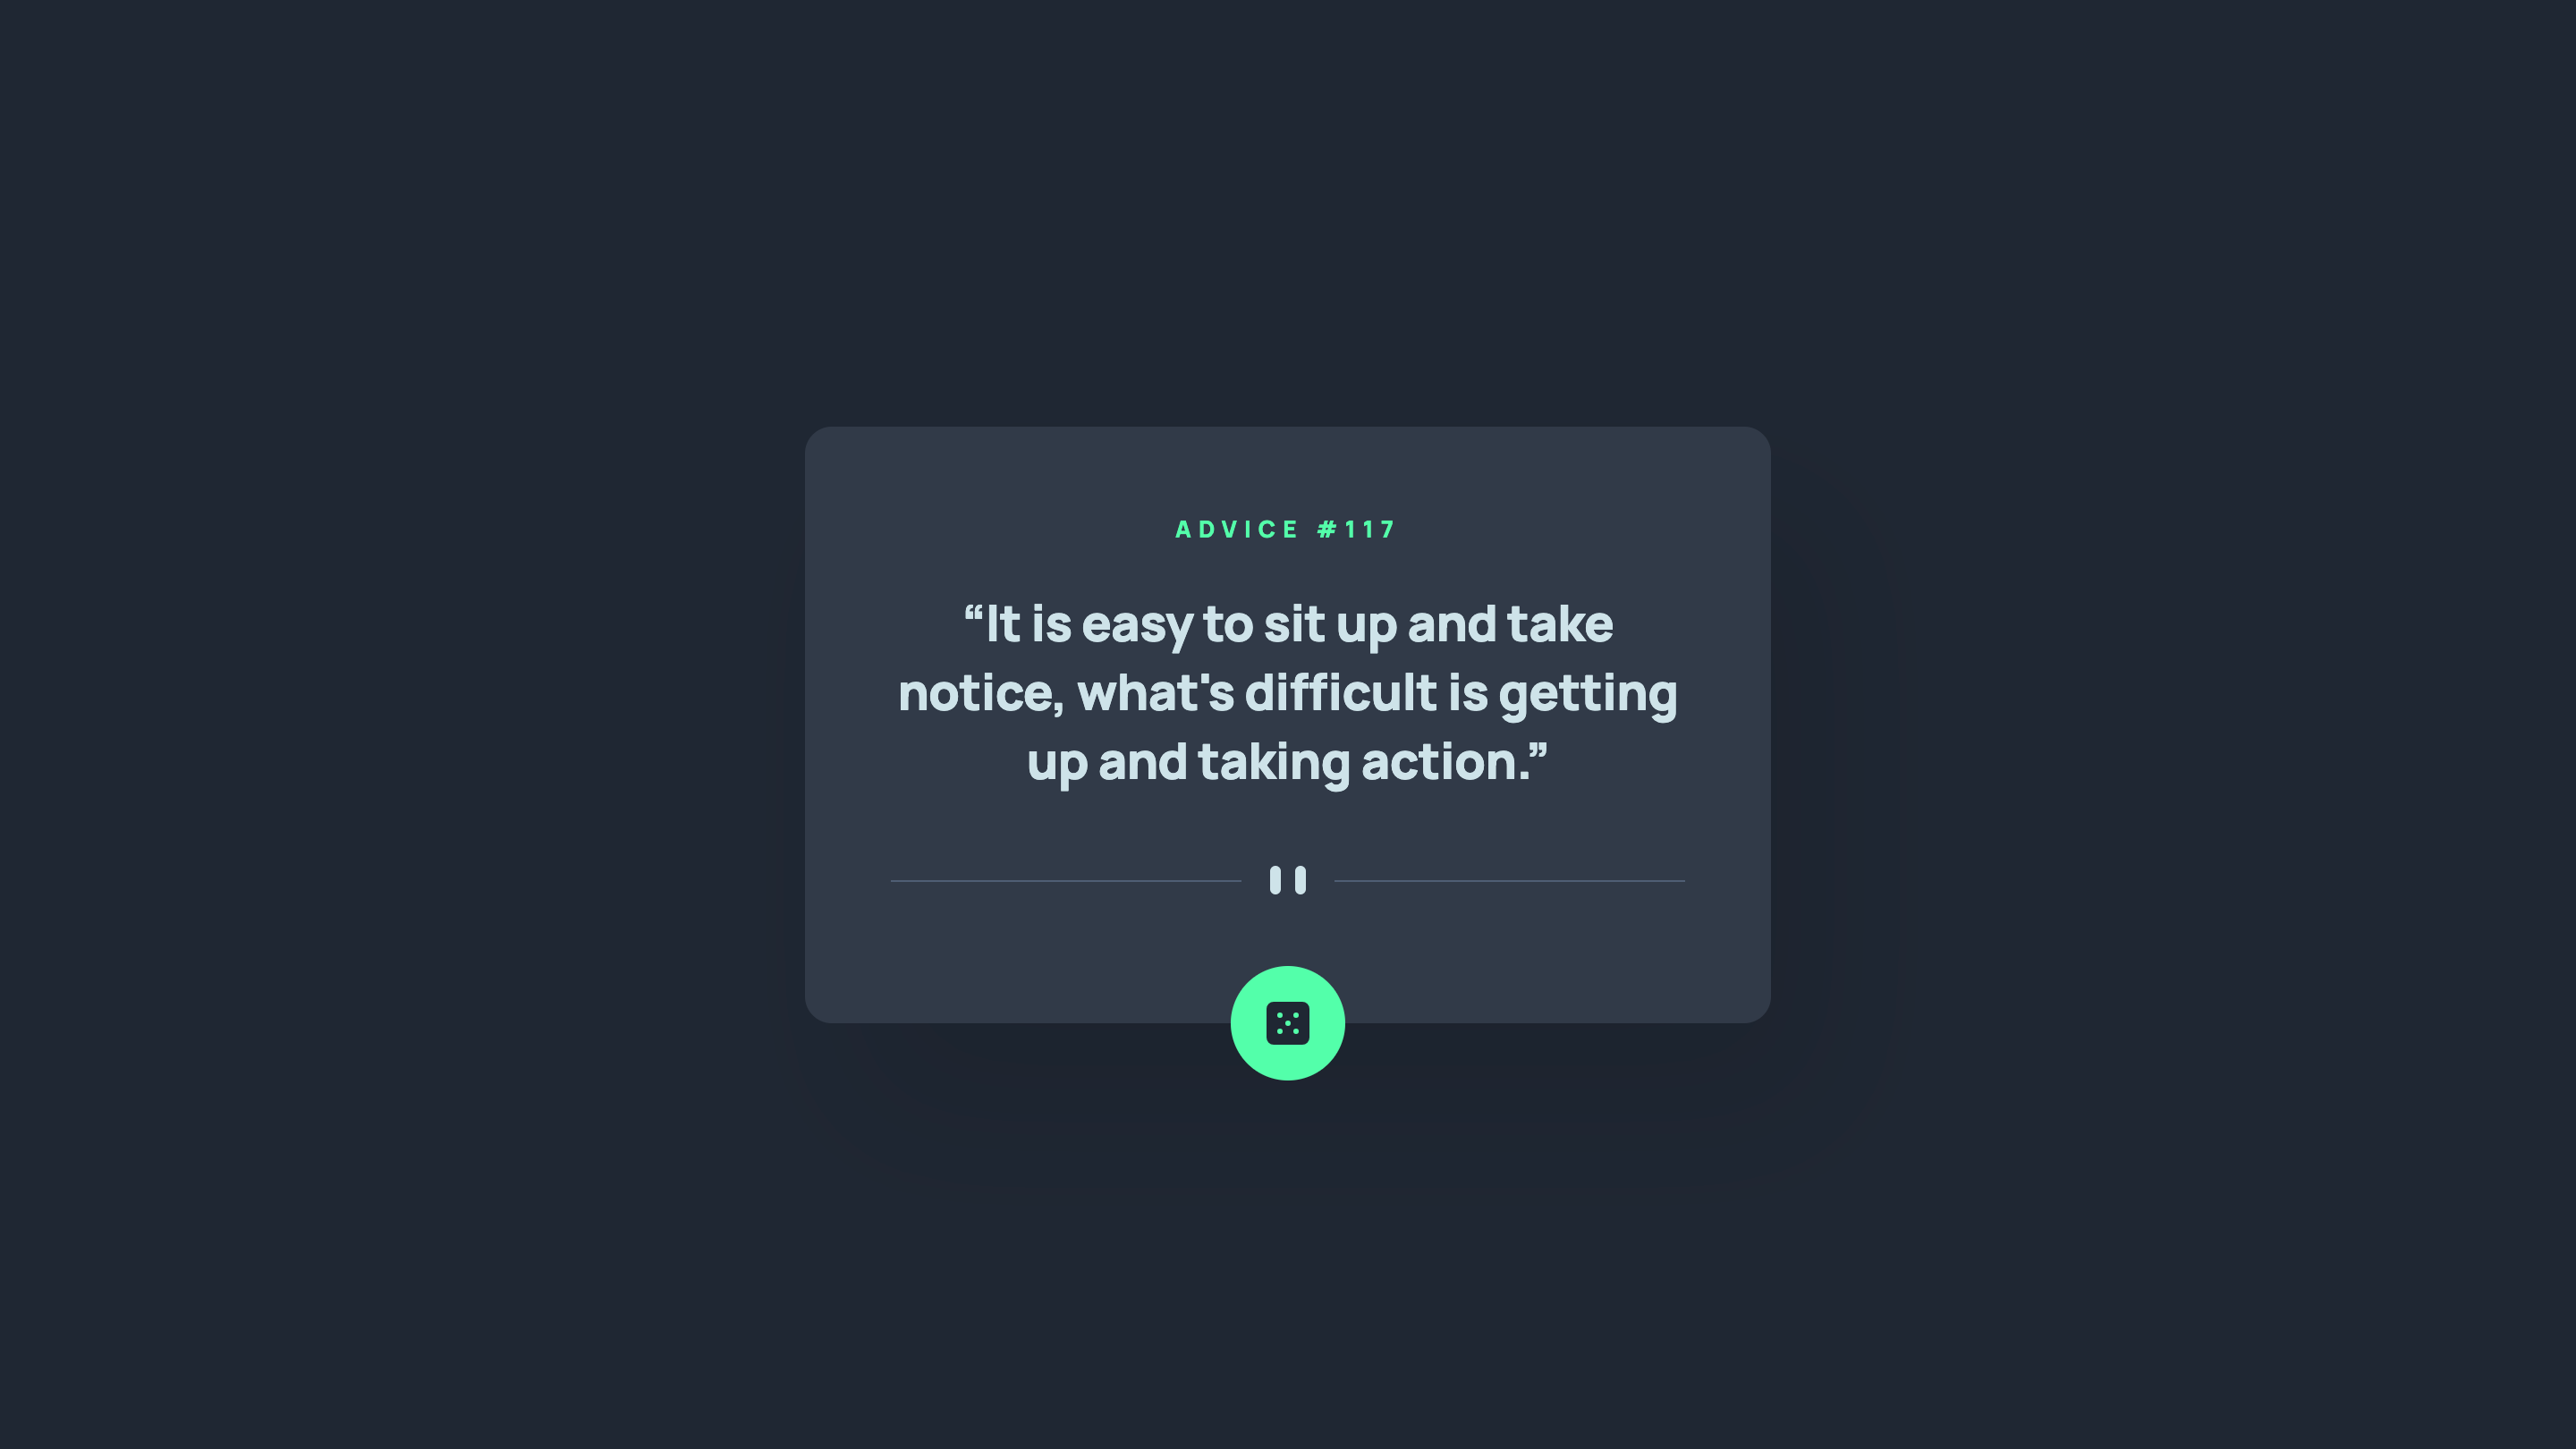 ADVICE #117
“It is easy to sit up and take
notice, what's difficult is getting
up and taking action.”